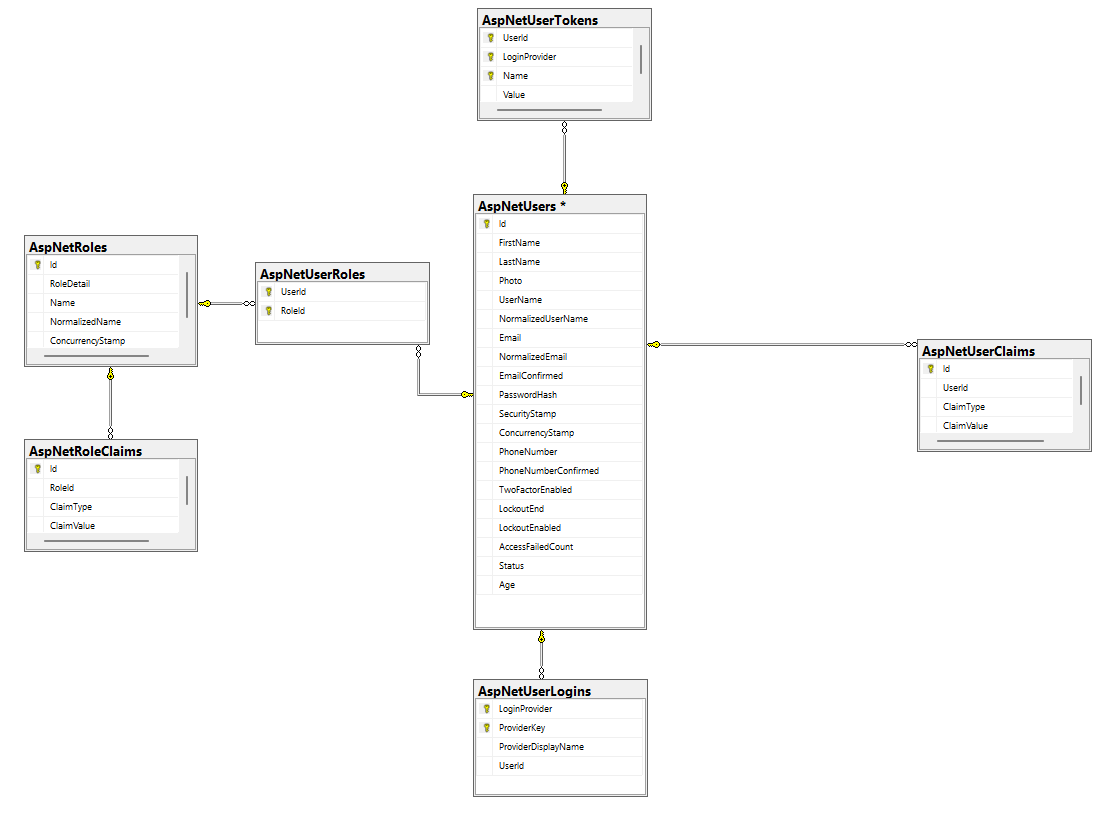 AspNetUserTokens
UserId
LoginProvider
Name
Value
AspNetUsers *
Id
FirstName
LastName
Photo
UserName
NormalizedUserName
Email
NormalizedEmail
EmailConfirmed
PasswordHash
SecurityStamp
ConcurrencyStamp
PhoneNumber
PhoneNumberConfirmed
TwoFactorEnabled
LockoutEnd
LockoutEnabled
AccessFailedCount
Status
Age
AspNetRoles
Id
RoleDetail
Name
NormalizedName
ConcurrencyStamp
AspNetUserRoles
UserId
RoleId
AspNetUserClaims
Id
UserId
ClaimType
ClaimValue
AspNetRoleClaims
Id
RoleId
ClaimType
ClaimValue
AspNetUserLogins
LoginProvider
ProviderKey
ProviderDisplayName
UserId